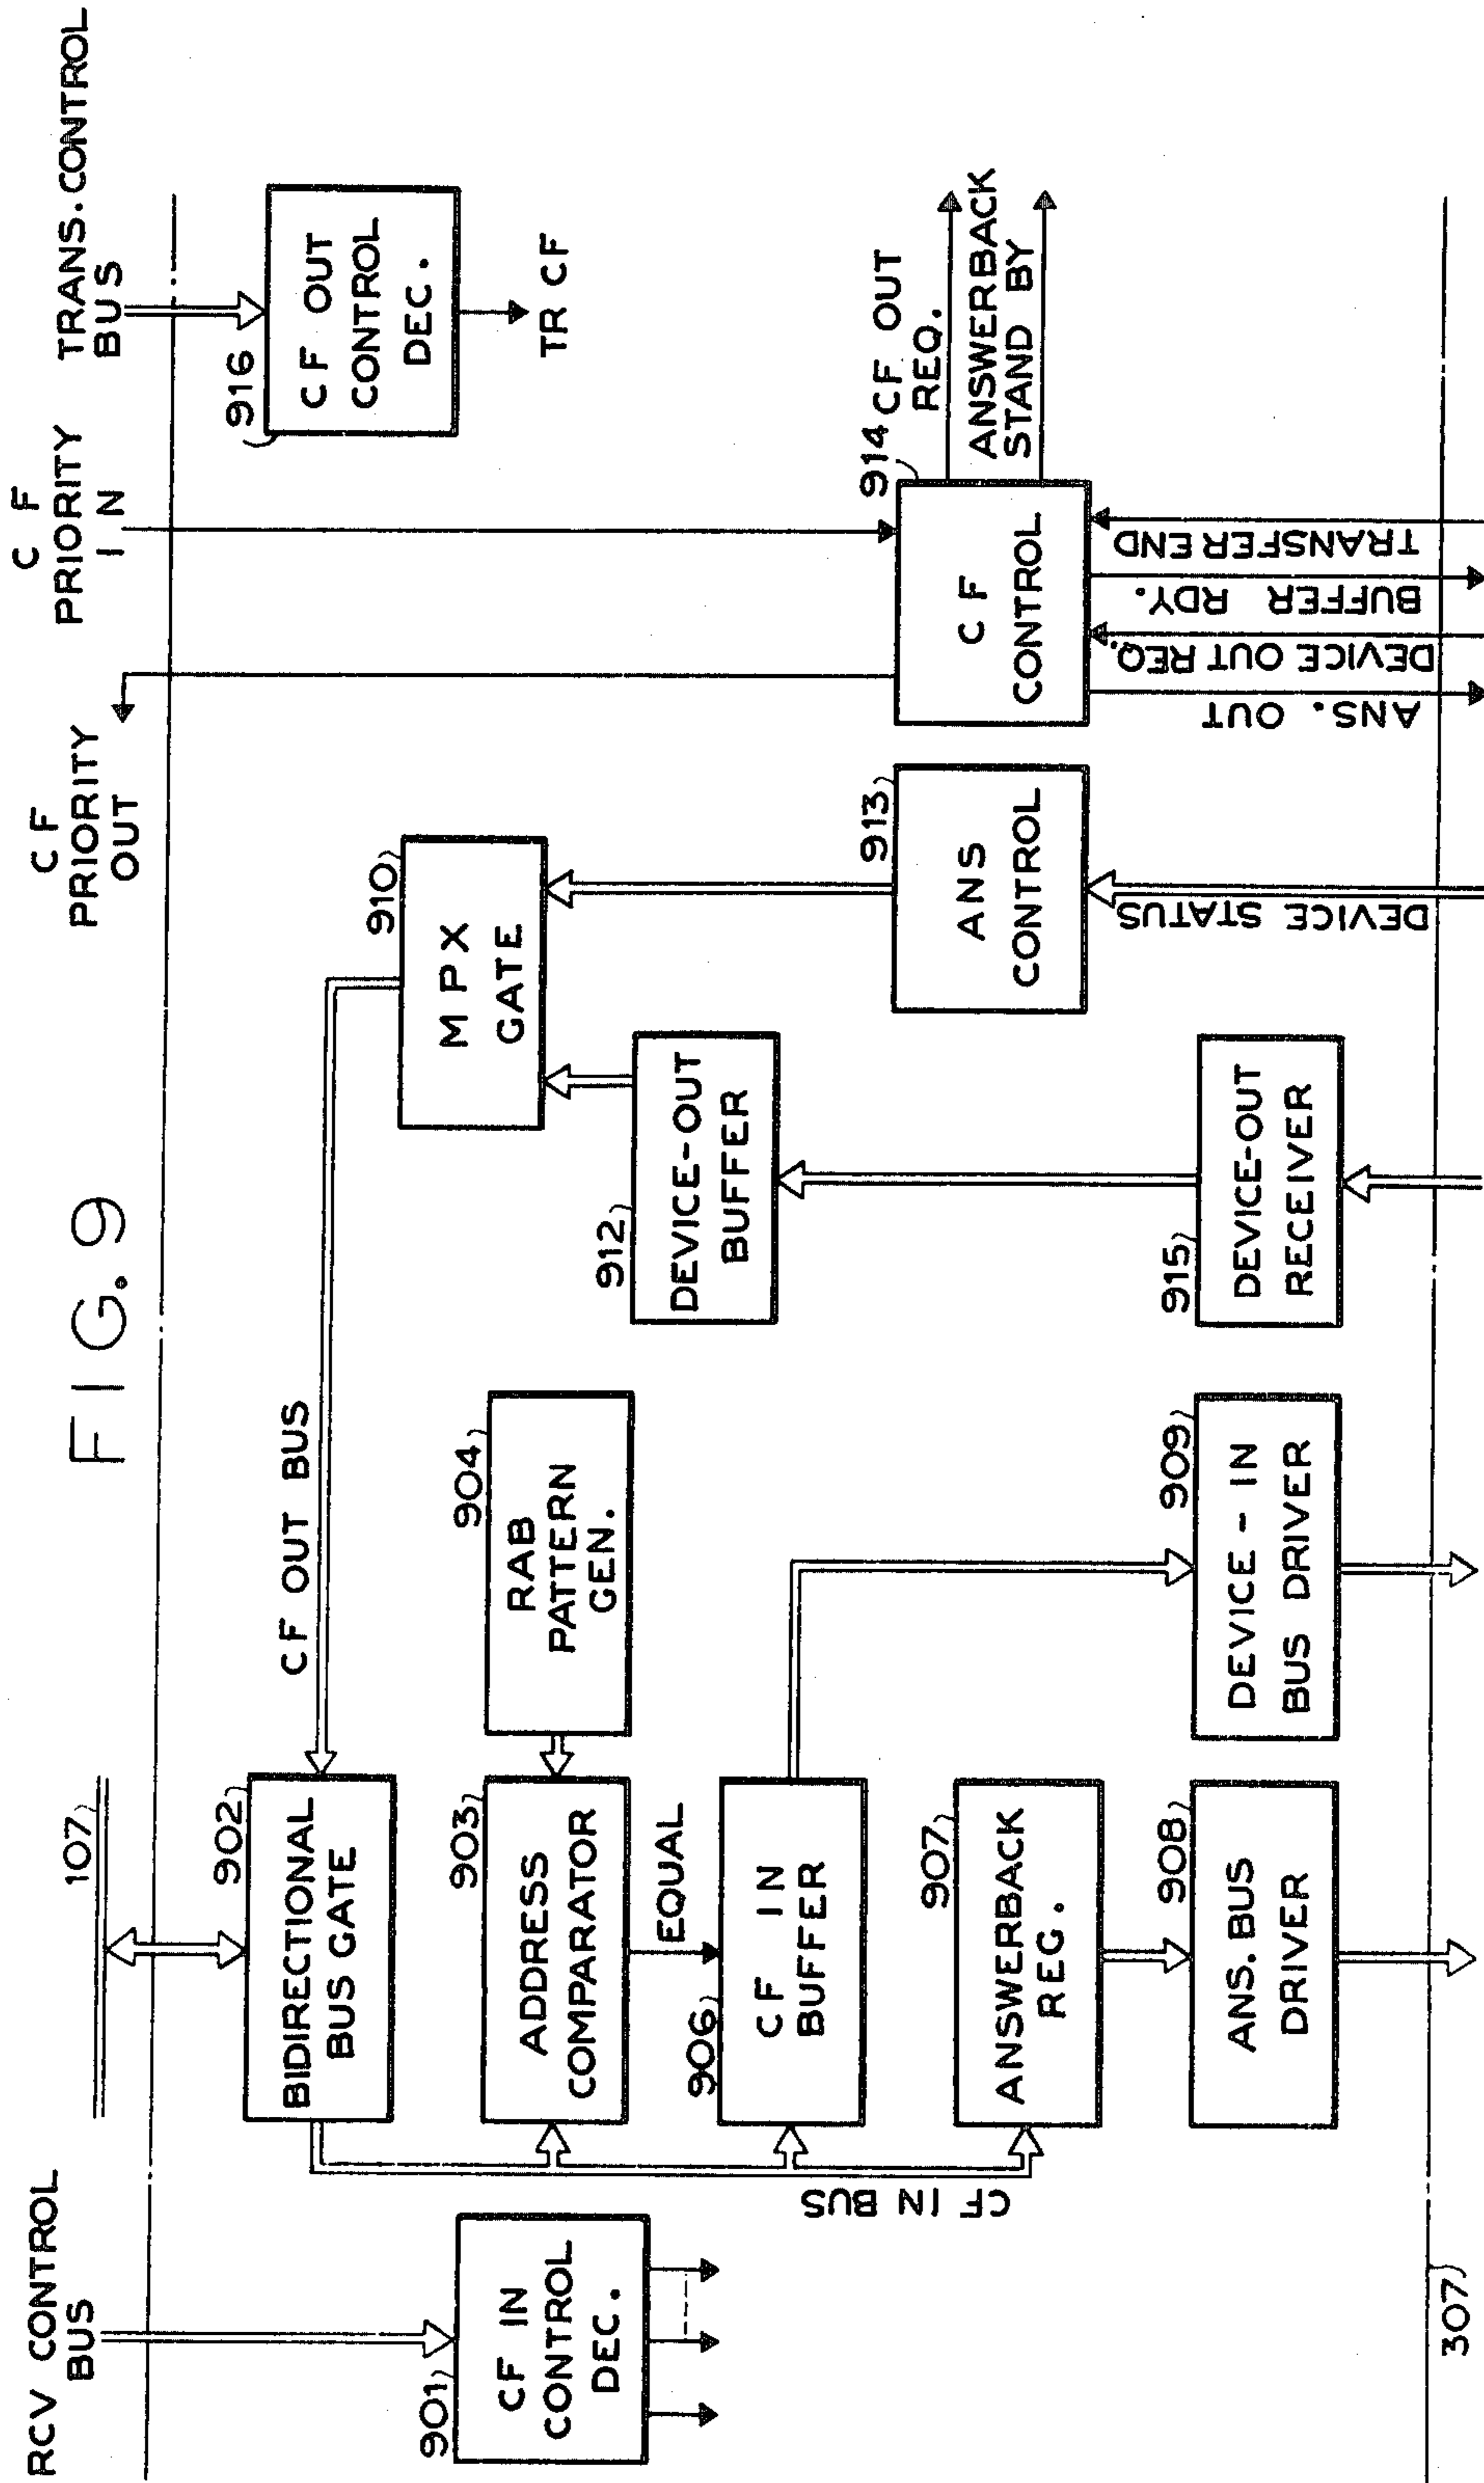 FIG. 9
RCV CONTROL
BUS
107
CF
PRIORITY
OUT
CF
PRIORITY
IN
TRANS. CONTROL
BUS
901
CF IN
CONTROL
DEC.
902
BIDIRECTIONAL
BUS GATE
CF OUT BUS
903
ADDRESS
COMPARATOR
904
RAB
PATTERN
GEN.
EQUAL
906
CF IN
BUFFER
CF IN BUS
907
ANSWERBACK
REG.
908
ANS. BUS
DRIVER
909
DEVICE-IN
BUS DRIVER
910
MPX
GATE
912
DEVICE-OUT
BUFFER
915
DEVICE-OUT
RECEIVER
913
ANS
CONTROL
DEVICE STATUS
914
CF
CONTROL
CF OUT
REQ.
ANSWERBACK
STAND BY
ANS. OUT
DEVICE OUT REQ.
BUFFER RDY.
TRANSFER END
916
CF OUT
CONTROL
DEC.
TR CF
307